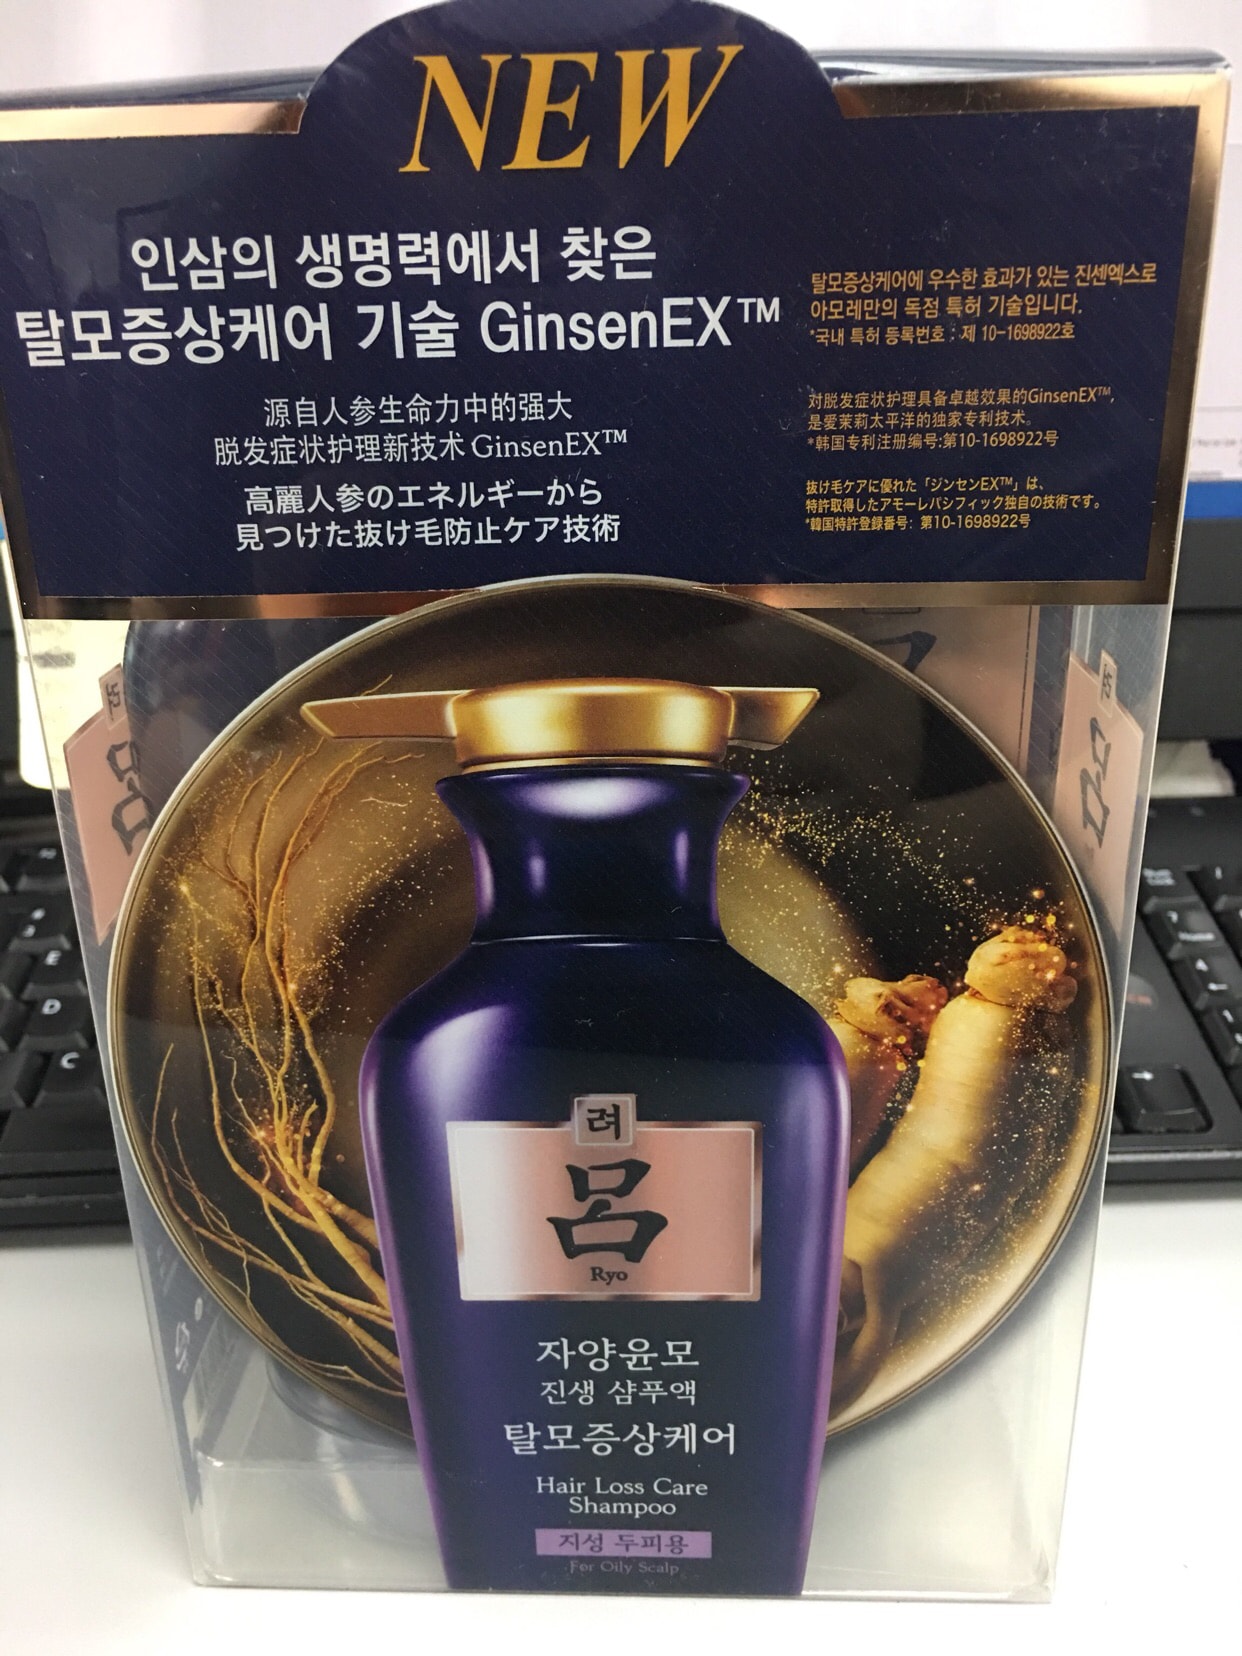 NEW
인삼의 생명력에서 찾은
탈모증상케어 기술 GinsenEX™
源自人参生命力中的强大
脱发症状护理新技术 GinsenEX™
高麗人参のエネルギーから
見つけた抜け毛防止ケア技術
탈모증상케어에 우수한 효과가 있는 진센엑스로
아모레만의 독점 특허 기술입니다.
*국내 특허 등록번호 : 제 10-1698922호
对脱发症状护理具备卓越效果的GinsenEX™,
是爱茉莉太平洋的独家专利技术。
*韩国专利注册编号:第10-1698922号
抜け毛ケアに優れた「ジンセンEX™」は、
特許取得したアモーレパシフィック独自の技術です。
*韓国特許登録番号: 第10-1698922号
려
呂
Ryo
자양윤모
진생 샴푸액
탈모증상케어
Hair Loss Care
Shampoo
지성 두피용
For Oily Scalp
려
呂
려
呂
E
D
C